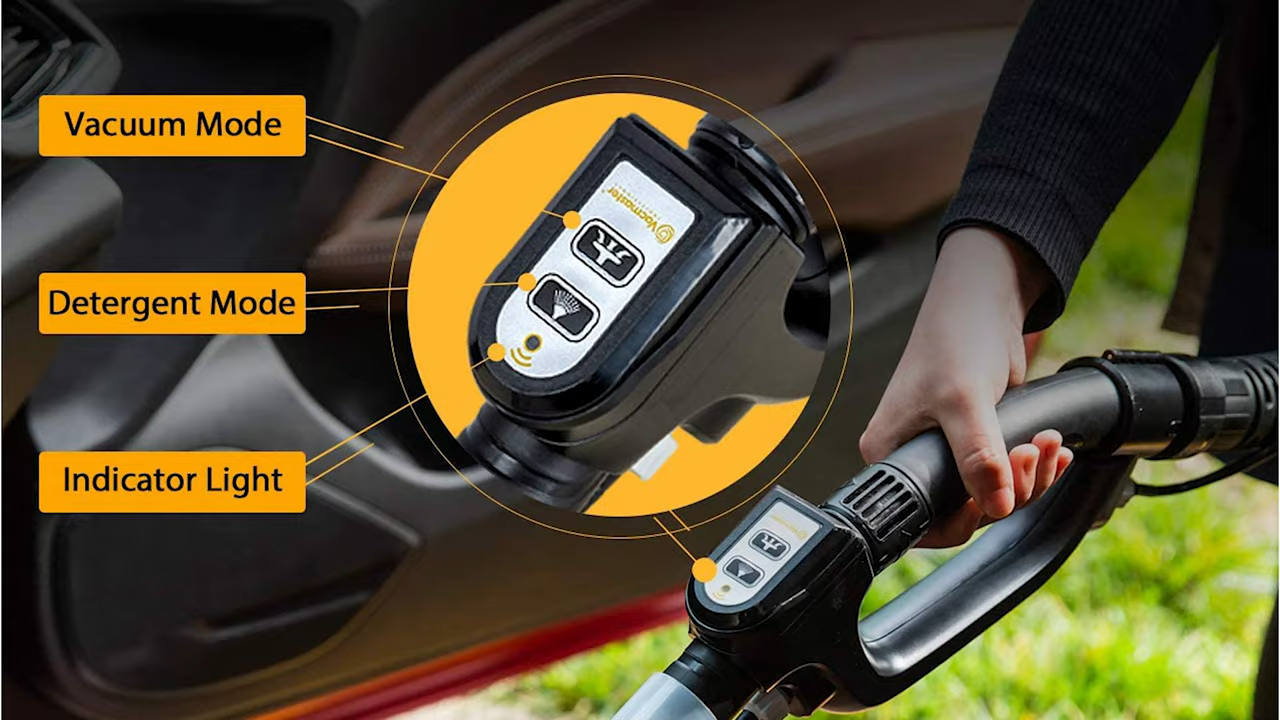 Vacuum Mode
Vacmaster
Detergent Mode
Indicator Light